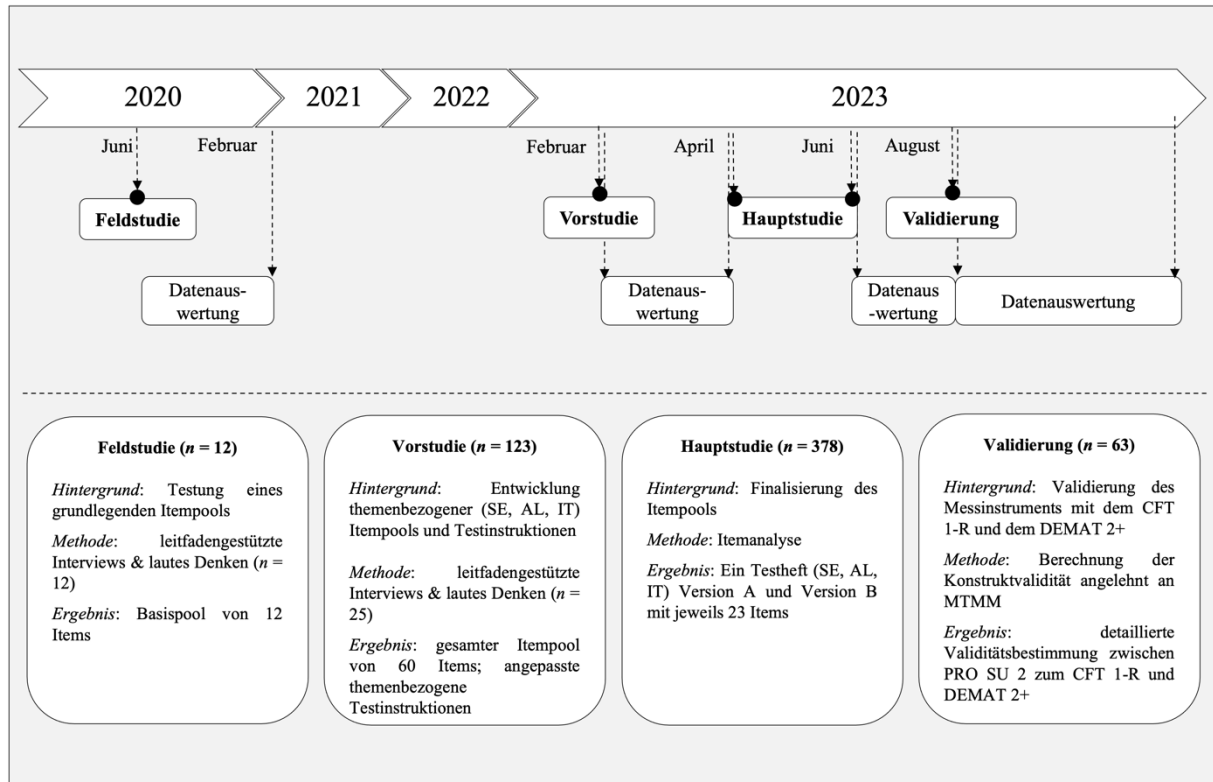 2020
2021
2022
2023
Juni
Februar
Februar
April
Juni
August
Feldstudie
Vorstudie
Hauptstudie
Validierung
Datenaus-
wertung
Datenaus-
wertung
Datenaus
-wertung
Datenauswertung
Feldstudie (n = 12)
Hintergrund: Testung eines
grundlegenden Itempools
Methode: leitfadengestützte
Interviews & lautes Denken (n =
12)
Ergebnis: Basispool von 12
Items
Vorstudie (n = 123)
Hintergrund: Entwicklung
themenbezogener (SE, AL, IT)
Itempools und Testinstruktionen
Methode: leitfadengestützte
Interviews & lautes Denken (n =
25)
Ergebnis: gesamter Itempool
von 60 Items; angepasste
themenbezogene
Testinstruktionen
Hauptstudie (n = 378)
Hintergrund: Finalisierung des
Itempools
Methode: Itemanalyse
Ergebnis: Ein Testheft (SE, AL,
IT) Version A und Version B
mit jeweils 23 Items
Validierung (n = 63)
Hintergrund: Validierung des
Messinstruments mit dem CFT
1-R und dem DEMAT 2+
Methode: Berechnung der
Konstruktvalidität angelehnt an
MTMM
Ergebnis: detaillierte
Validitätsbestimmung zwischen
PRO SU 2 zum CFT 1-R und
DEMAT 2+